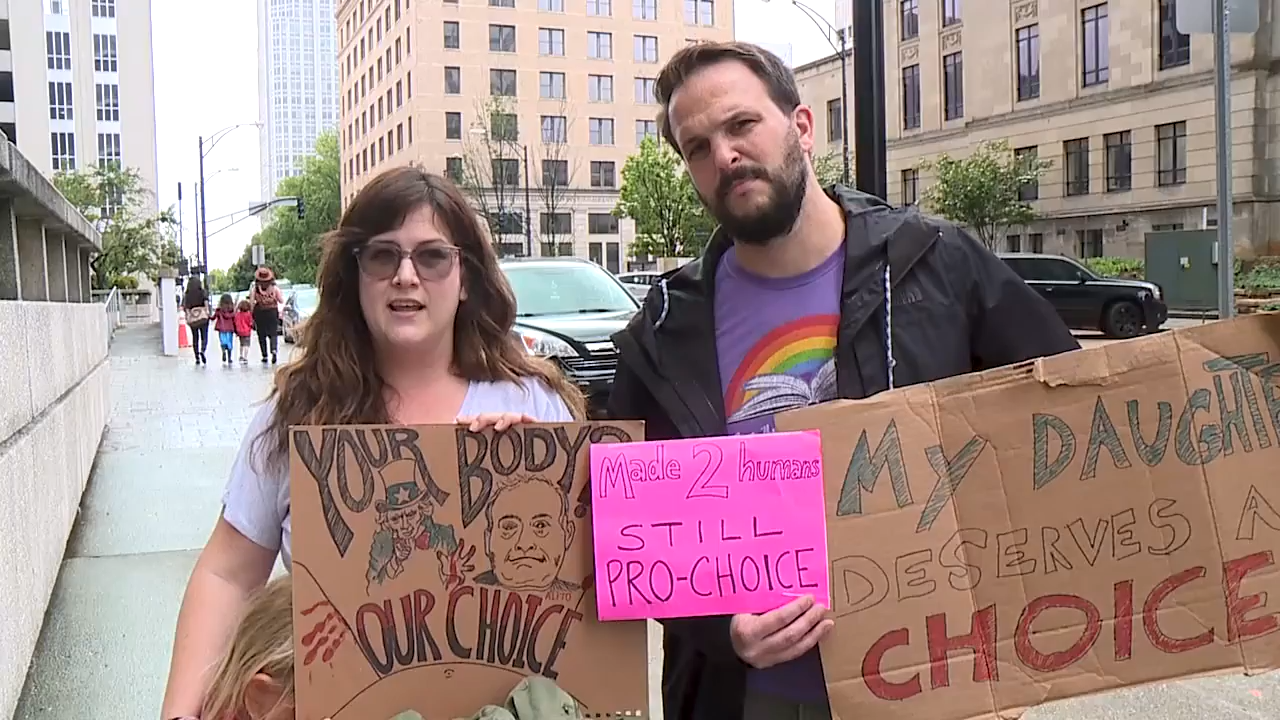 YOUR BODY?
ALITO
OUR CHOICE
Made 2 humans
STILL
PRO-CHOICE
MY DAUGHTE
DESERVES A
CHOICE